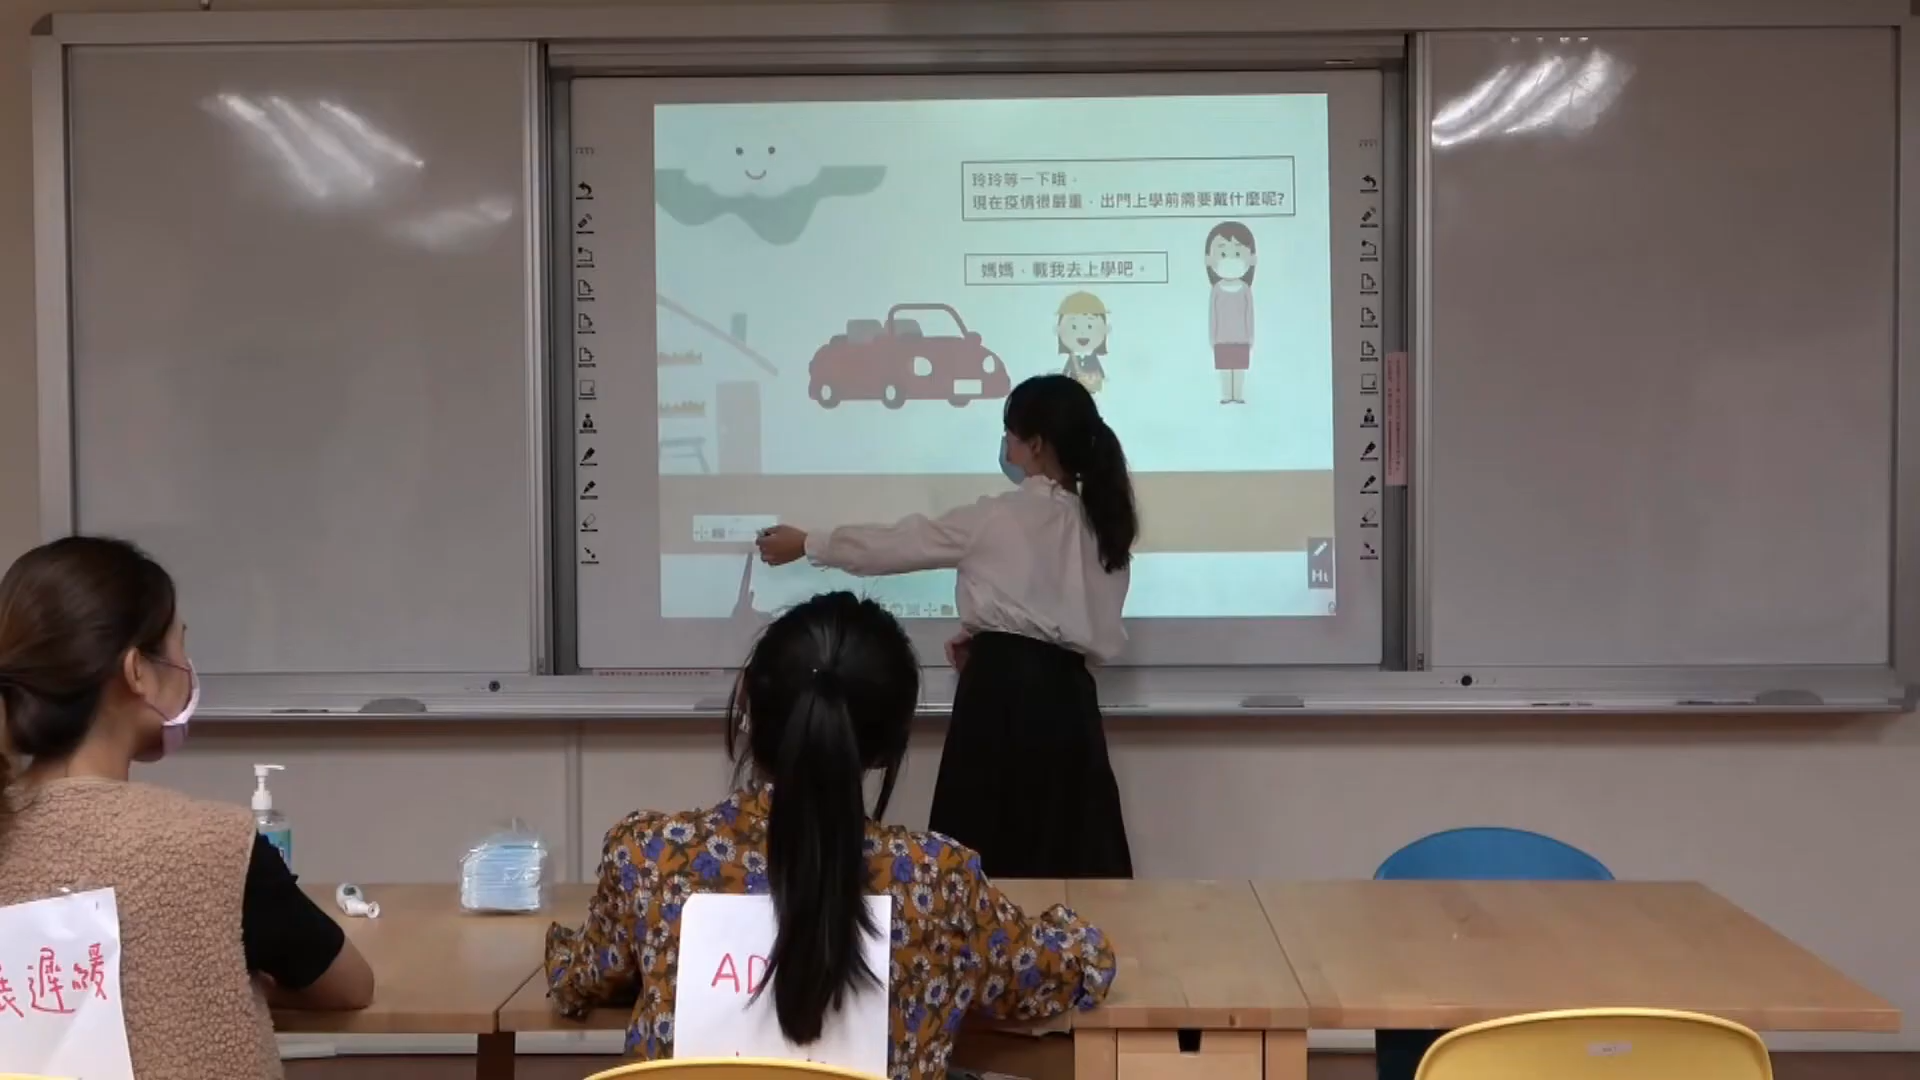 玲玲等一下哦，
現在疫情很嚴重，出門上學前需要戴什麼呢?
媽媽，載我去上學吧。
遲緩
AD